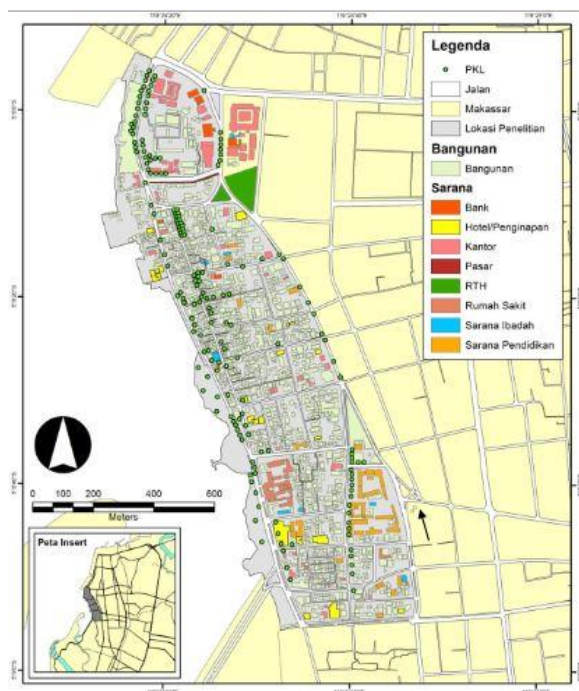 Legenda
PKL
Jalan
Makassar
Lokasi Penelitian
Bangunan
Bangunan
Sarana
Bank
Hotel/Penginapan
Kantor
Pasar
RTH
Rumah Sakit
Sarana Ibadah
Sarana Pendidikan
0 100 200 400 600
Meters
Peta Insert